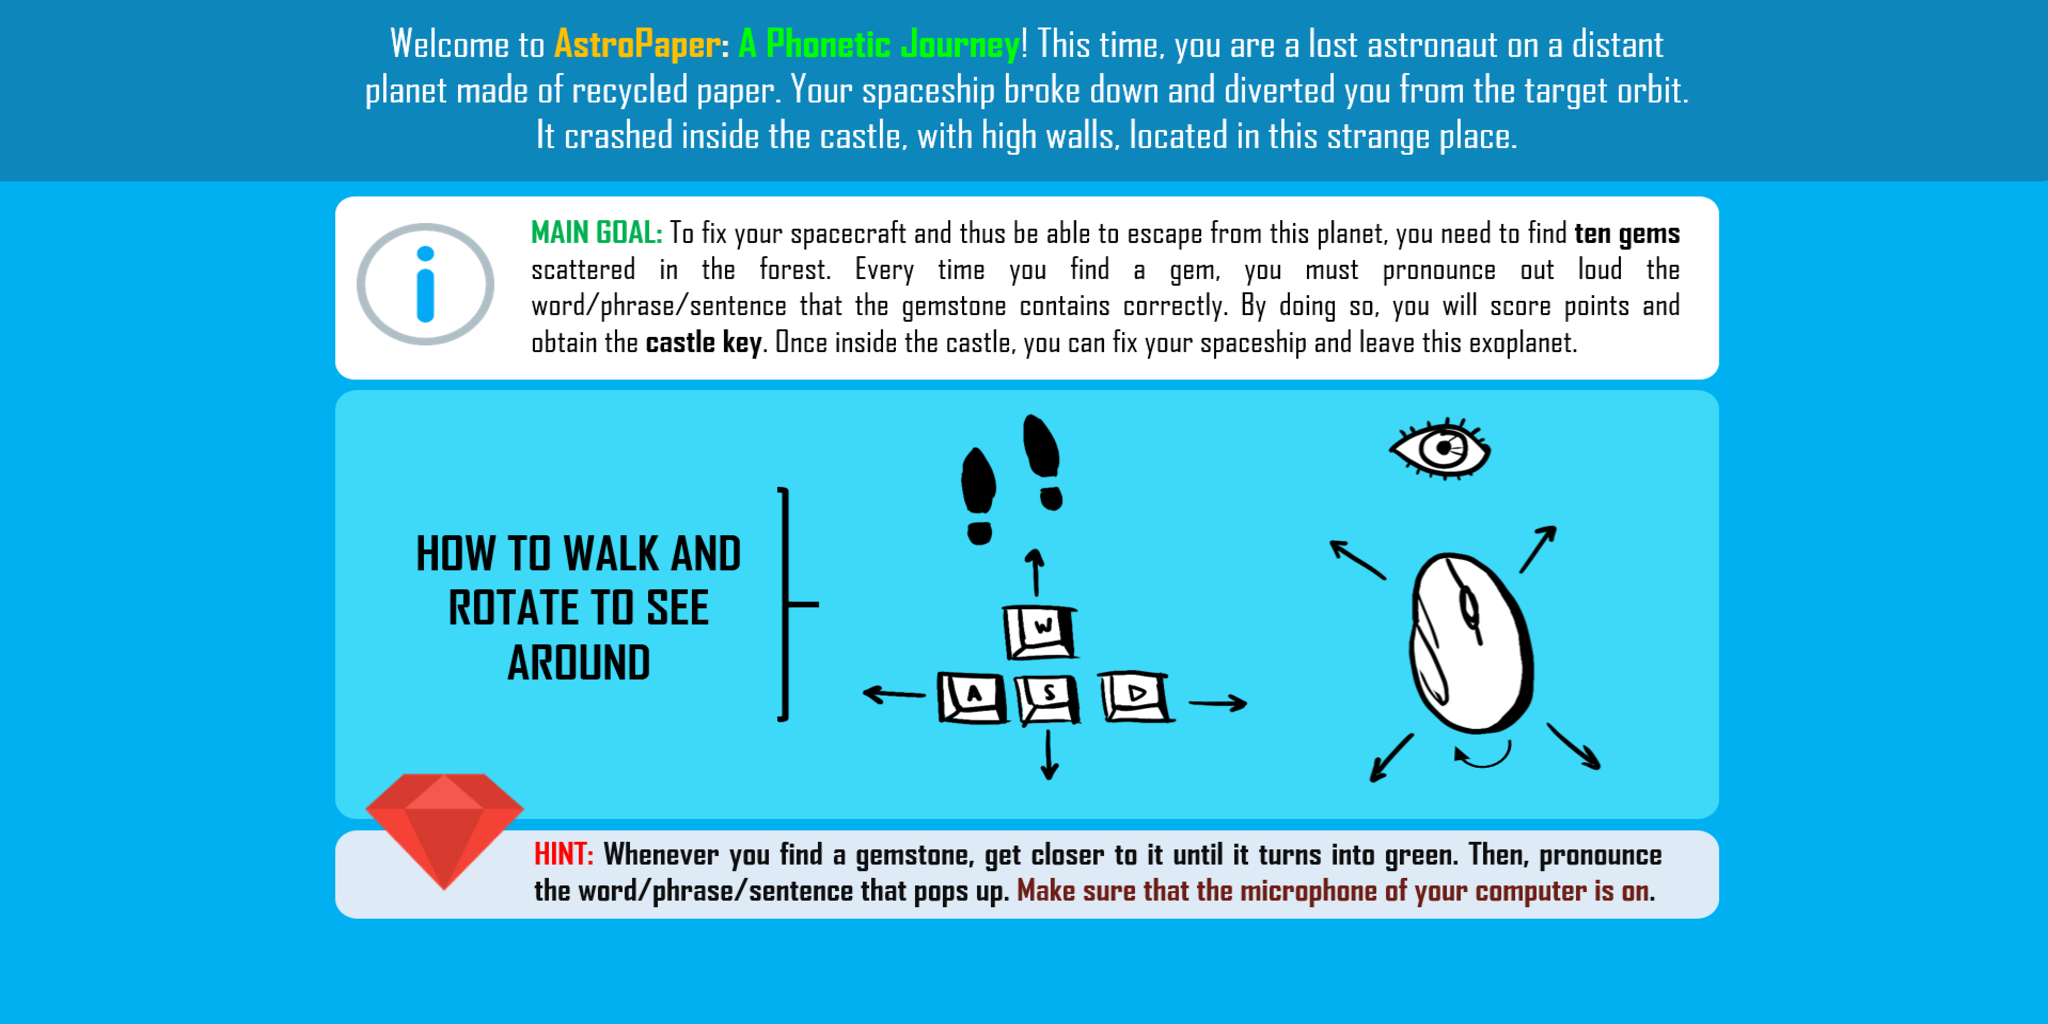 Welcome to AstroPaper: A Phonetic Journey! This time, you are a lost astronaut on a distant
planet made of recycled paper. Your spaceship broke down and diverted you from the target orbit.
It crashed inside the castle, with high walls, located in this strange place.
MAIN GOAL: To fix your spacecraft and thus be able to escape from this planet, you need to find ten gems
scattered in the forest. Every time you find a gem, you must pronounce out loud the
word/phrase/sentence that the gemstone contains correctly. By doing so, you will score points and
obtain the castle key. Once inside the castle, you can fix your spaceship and leave this exoplanet.
HOW TO WALK AND
ROTATE TO SEE
AROUND
W
A S D
HINT: Whenever you find a gemstone, get closer to it until it turns into green. Then, pronounce
the word/phrase/sentence that pops up. Make sure that the microphone of your computer is on.